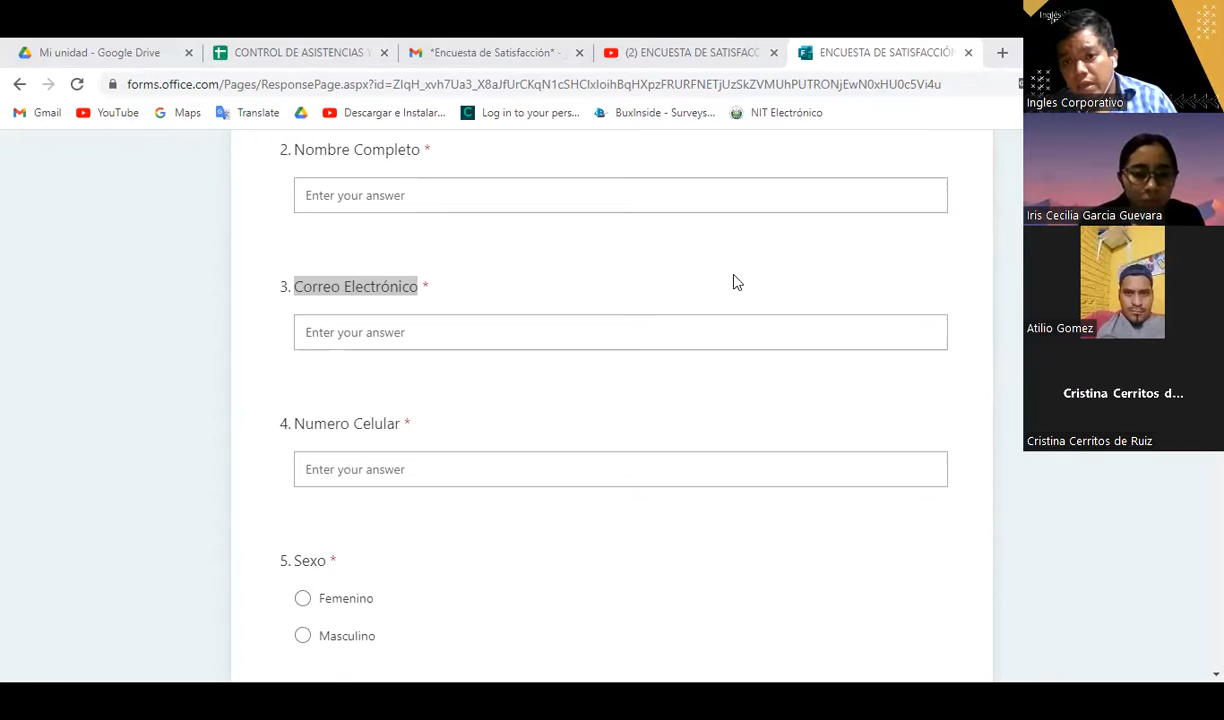 Mi unidad - Google Drive
CONTROL DE ASISTENCIAS Y
*Encuesta de Satisfacción* -
(2) ENCUESTA DE SATISFACC
ENCUESTA DE SATISFACCIÓN
forms.office.com/Pages/ResponsePage.aspx?id=ZIqH_xvh7Ua3_X8aJfUrCKqN1cSHClxIoihBqHXpzFRURFNETjUzSkZVMUhPUTRONjEwN0xHU0c5Vi4u
Gmail
YouTube
Maps
Translate
Descargar e Instalar...
Log in to your pers...
BuxInside - Surveys...
NIT Electrónico
2. Nombre Completo *
Enter your answer
3. Correo Electrónico *
Enter your answer
4. Numero Celular *
Enter your answer
5. Sexo *
Femenino
Masculino
Ingles Corporativo
Iris Cecilia Garcia Guevara
Atilio Gomez
Cristina Cerritos d...
Cristina Cerritos de Ruiz